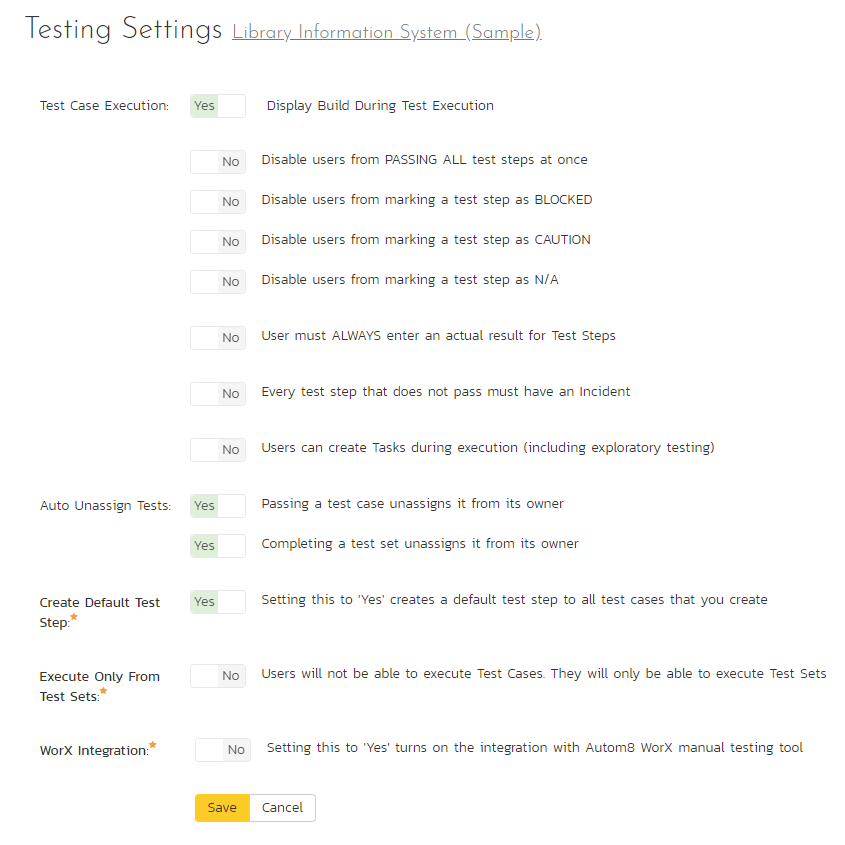 Testing Settings Library Information System (Sample)
Test Case Execution: Yes Display Build During Test Execution
No Disable users from PASSING ALL test steps at once
No Disable users from marking a test step as BLOCKED
No Disable users from marking a test step as CAUTION
No Disable users from marking a test step as N/A
No User must ALWAYS enter an actual result for Test Steps
No Every test step that does not pass must have an Incident
No Users can create Tasks during execution (including exploratory testing)
Auto Unassign Tests: Yes Passing a test case unassigns it from its owner
Yes Completing a test set unassigns it from its owner
Create Default Test Yes Setting this to 'Yes' creates a default test step to all test cases that you create
Step:
Execute Only From No Users will not be able to execute Test Cases. They will only be able to execute Test Sets
Test Sets:
WorX Integration: No Setting this to 'Yes' turns on the integration with Autom8 WorX manual testing tool
Save Cancel